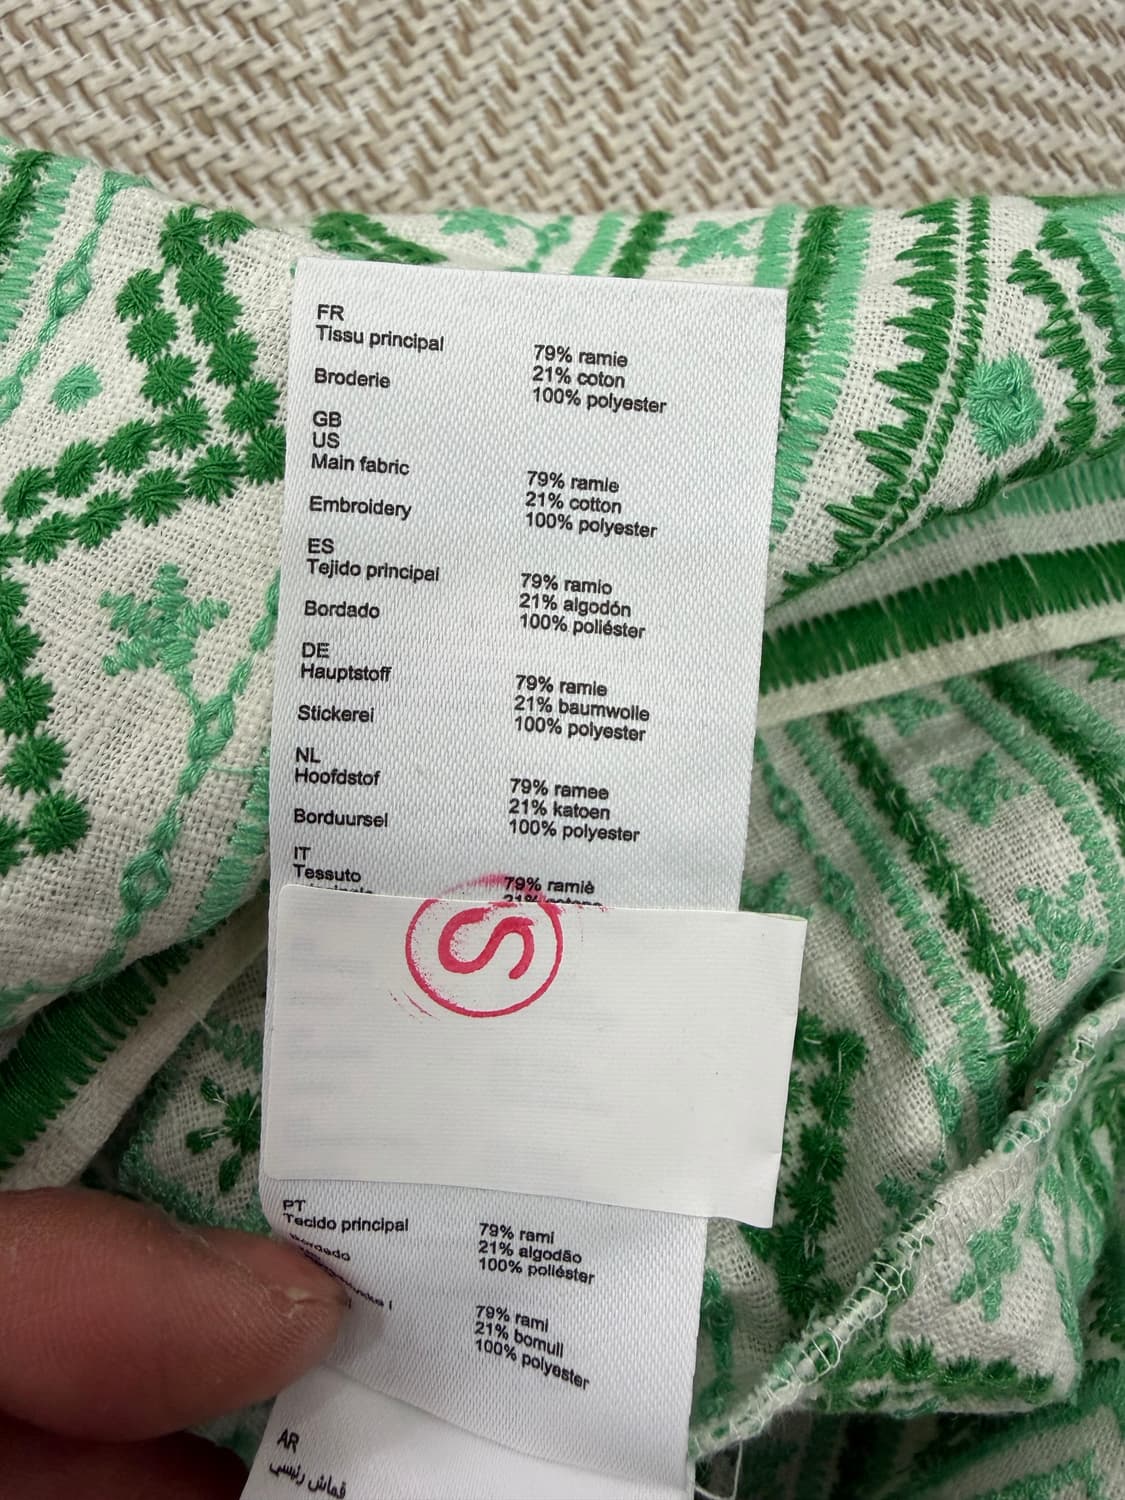 FR
Tissu principal
79% ramie
21% coton
Broderie
100% polyester
GB
US
Main fabric
79% ramie
21% cotton
Embroidery
100% polyester
ES
Tejido principal
79% ramio
21% algodón
Bordado
100% poliéster
DE
Hauptstoff
79% ramie
21% baumwolle
Stickerei
100% polyester
NL
Hoofdstof
79% ramee
21% katoen
Borduursel
100% polyester
IT
Tessuto
79% ramiè
21%
S
PT
Tecido principal
79% rami
21% algodão
Bordado
100% poliéster
79% rami
21% bomull
100% polyester
AR
قماش رئيسي